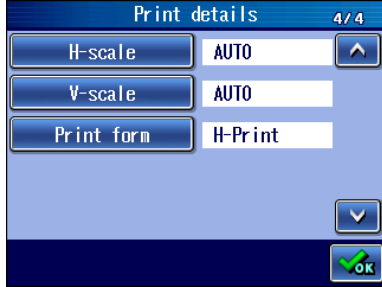 Print details 4/4
H-scale AUTO
V-scale AUTO
Print form H-Print
OK